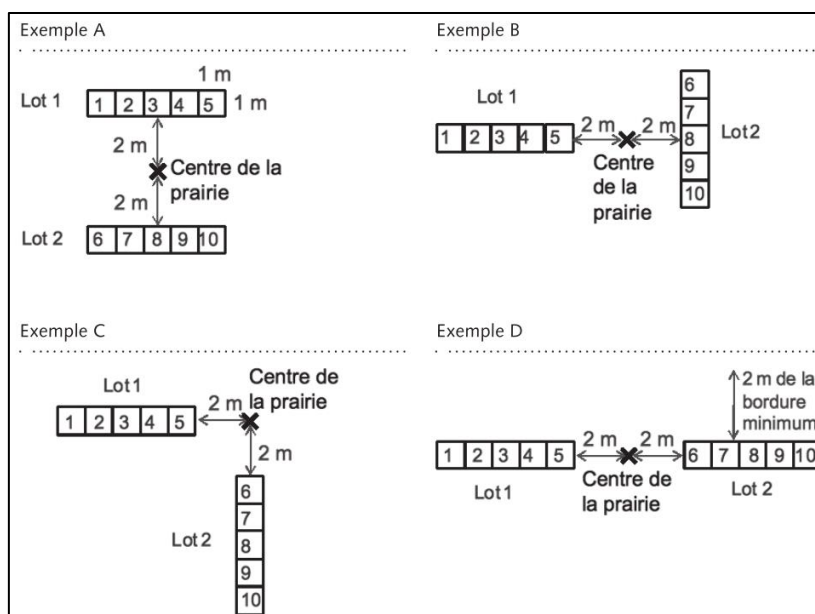 Exemple A
1 m
Lot 1
1 2 3 4 5
1 m
2 m
Centre de la
prairie
2 m
Lot 2
6 7 8 9 10
Exemple B
Lot 1
1 2 3 4 5
2 m
2 m
Centre
de la
prairie
6
7
8
9
10
Lot2
Exemple C
Lot1
1 2 3 4 5
2 m
Centre de
la prairie
2 m
Lot2
6
7
8
9
10
Exemple D
2 m de la
bordure
minimum
1 2 3 4 5
2 m
2 m
6 7 8 9 10
Lot1
Centre de
la prairie
Lot 2